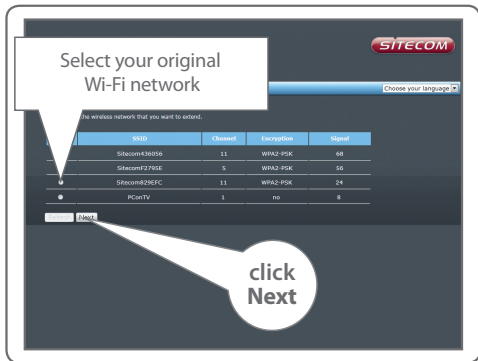 SITECOM
Select your original
Wi-Fi network
Choose your language
the wireless network that you want to extend.
SSID Channel Encryption Signal
Sitecom436056 11 WPA2-PSK 68
SitecomF2795E 5 WPA2-PSK 56
Sitecom829EFC 11 WPA2-PSK 24
PConTV 1 no 8
Refresh Next
click
Next